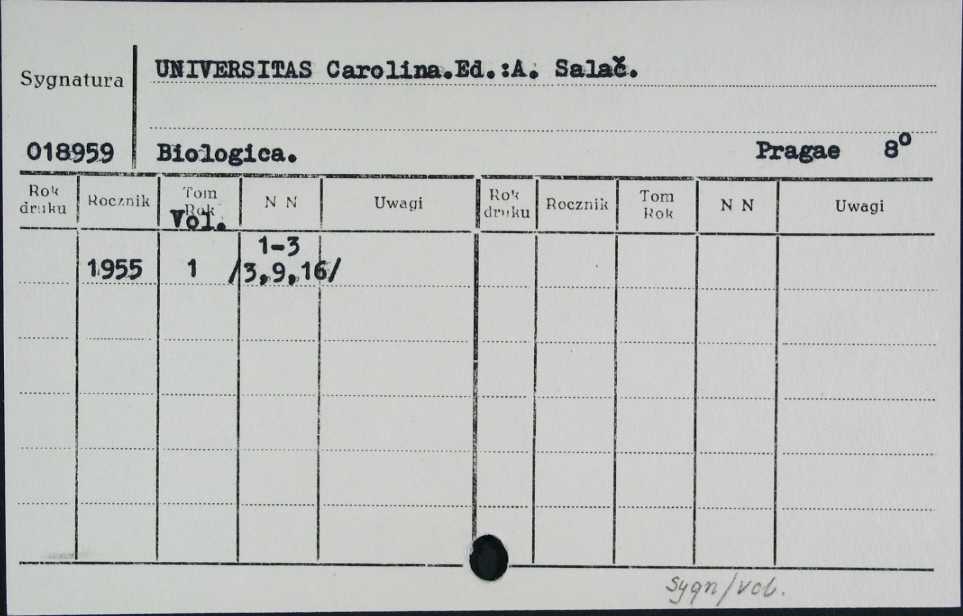 Sygnatura
UNIVERSITAS Carolina.Ed.:A. Salač.
018959 Biologica. Pragae 8⁰
Rok druku Rocznik Tom Rok Vol. N N Uwagi Rok druku Rocznik Tom Rok N N Uwagi
1-3
1955 1 /3,9,16/
sygn/vol.